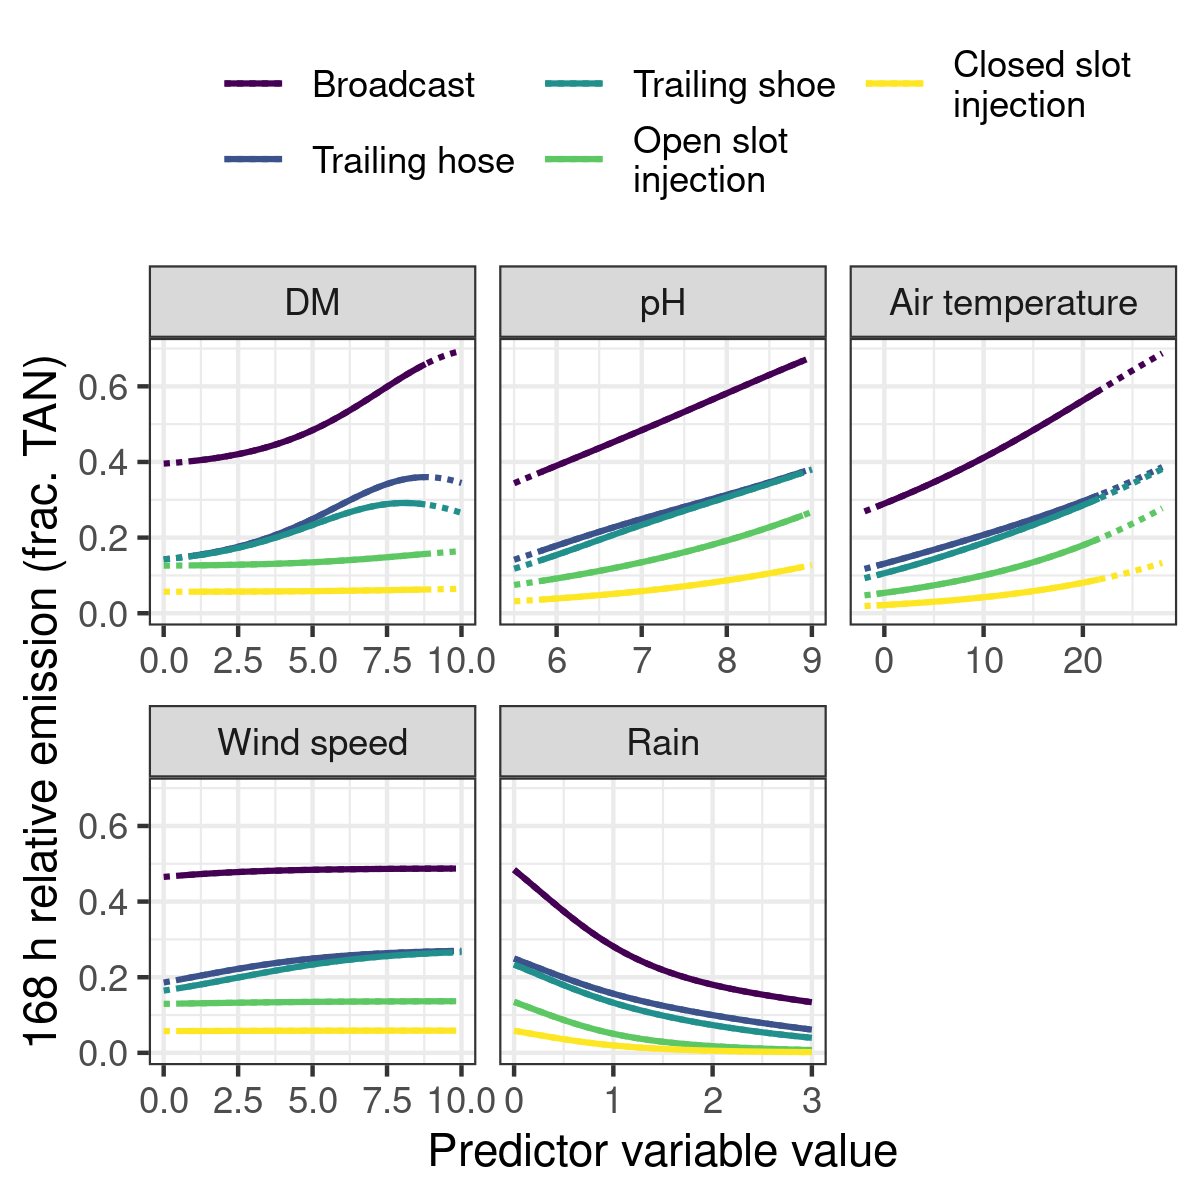 Broadcast
Trailing hose
Trailing shoe
Open slot
injection
Closed slot
injection
168 h relative emission (frac. TAN)
DM
pH
Air temperature
0.6
0.4
0.2
0.0
0.0 2.5 5.0 7.5 10.0
6 7 8 9
0 10 20
Wind speed
Rain
0.6
0.4
0.2
0.0
0.0 2.5 5.0 7.5 10.0
0 1 2 3
Predictor variable value